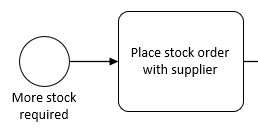 Place stock order
with supplier
More stock
required